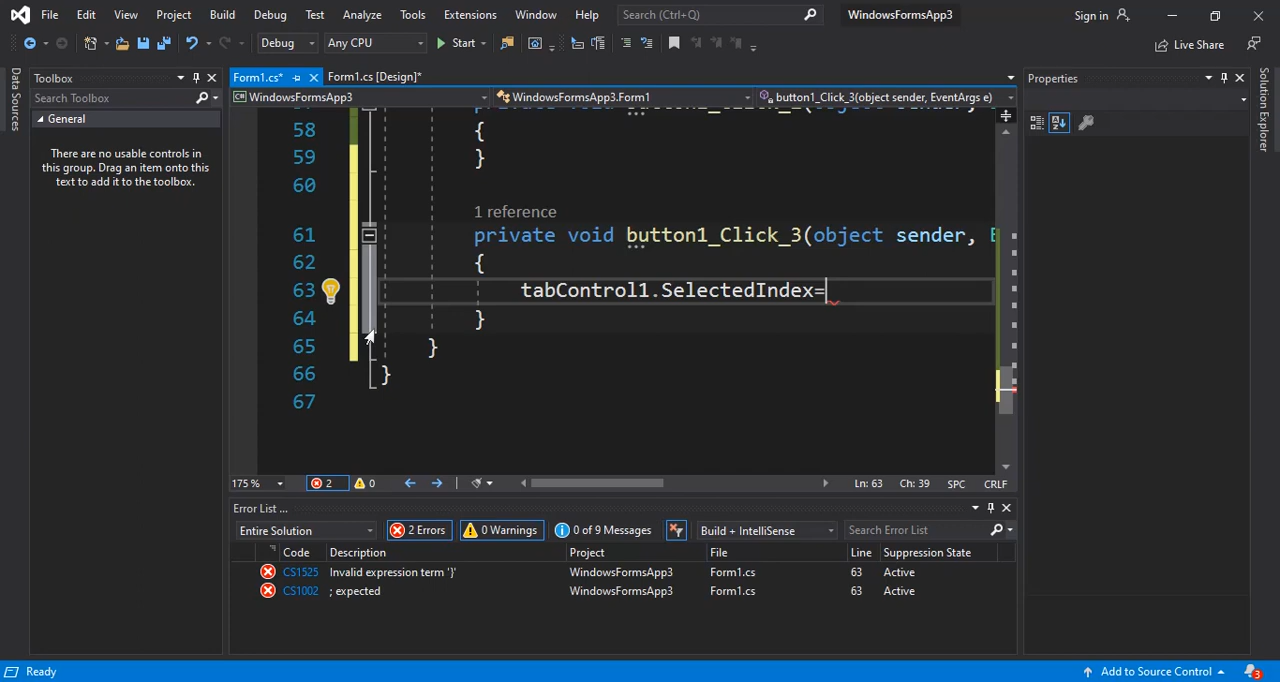 File Edit View Project Build Debug Test Analyze Tools Extensions Window Help Search (Ctrl+Q) WindowsFormsApp3 Sign in
Debug Any CPU Start Live Share
Data Sources
Toolbox
Search Toolbox
General
There are no usable controls in
this group. Drag an item onto this
text to add it to the toolbox.
Form1.cs* Form1.cs [Design]*
WindowsFormsApp3 WindowsFormsApp3.Form1 button1_Click_3(object sender, EventArgs e)
58 {
59 }
60
1 reference
61 private void button1_Click_3(object sender, E
62 {
63 tabControl1.SelectedIndex=
64 }
65 }
66 }
67
175 % 2 0 Ln: 63 Ch: 39 SPC CRLF
Error List ...
Entire Solution 2 Errors 0 Warnings 0 of 9 Messages Build + IntelliSense Search Error List
Code Description Project File Line Suppression State
CS1525 Invalid expression term '}' WindowsFormsApp3 Form1.cs 63 Active
CS1002 ; expected WindowsFormsApp3 Form1.cs 63 Active
Properties
Solution Explorer
Ready Add to Source Control 3